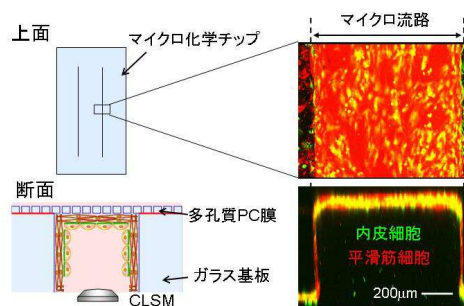 上面
マイクロ化学チップ
マイクロ流路
断面
多孔質PC膜
ガラス基板
CLSM
内皮細胞
平滑筋細胞
200μm